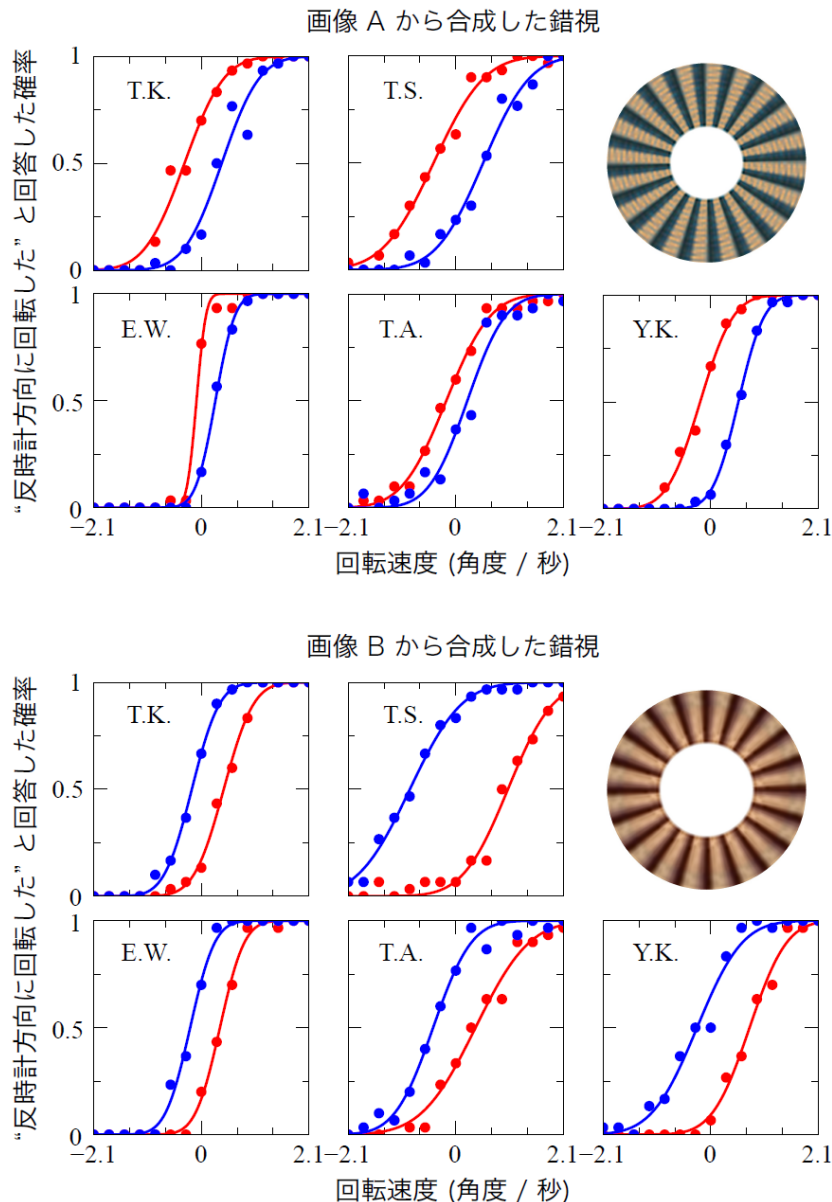 画像 A から合成した錯視
“反時計方向に回転した” と回答した確率
1
0.5
0
T.K.
T.S.
1
0.5
0
E.W.
T.A.
Y.K.
−2.1 0 2.1
−2.1 0 2.1
−2.1 0 2.1
回転速度 (角度 / 秒)
画像 B から合成した錯視
“反時計方向に回転した” と回答した確率
1
0.5
0
T.K.
T.S.
1
0.5
0
E.W.
T.A.
Y.K.
−2.1 0 2.1
−2.1 0 2.1
−2.1 0 2.1
回転速度 (角度 / 秒)